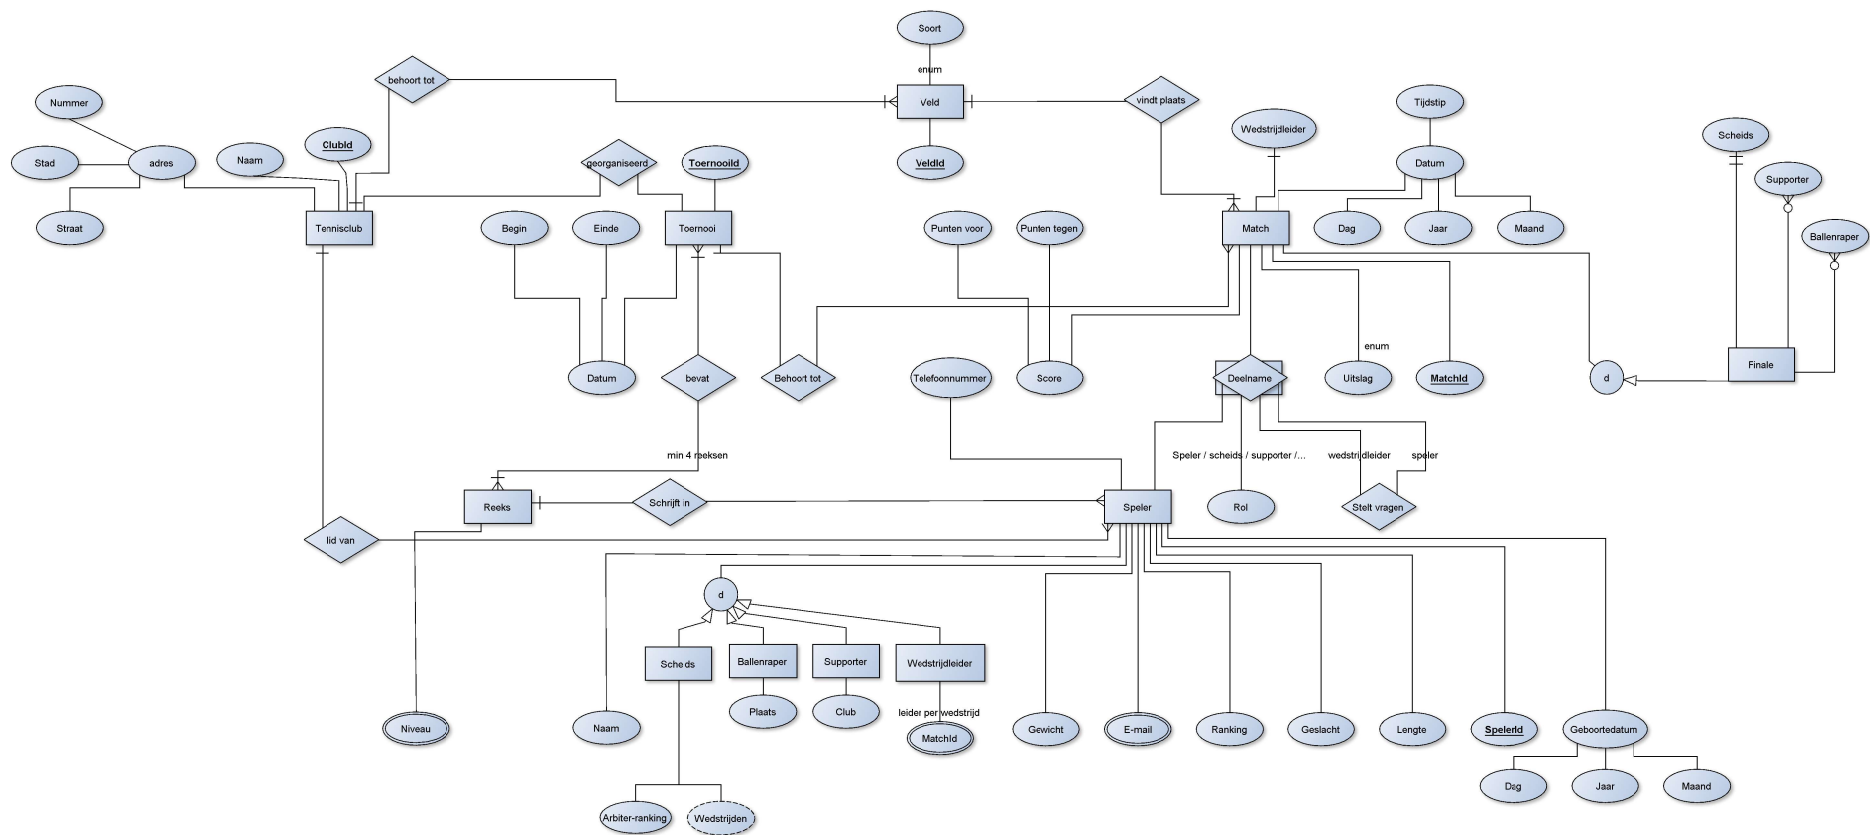 Soort
enum
behoort tot
Veld
vindt plaats
Nummer
Tijdstip
Wedstrijdleider
Scheids
ClubId
Naam
Stad
adres
georganiseerd
ToernooiId
VeldId
Datum
Supporter
Straat
Tennisclub
Begin
Einde
Toernooi
Punten voor
Punten tegen
Match
Dag
Jaar
Maand
Ballenraper
enum
Datum
bevat
Behoort tot
Telefoonnummer
Score
Deelname
Uitslag
MatchId
d
Finale
min 4 reeksen
Speler / scheids / supporter /...
wedstrijdleider
speler
Reeks
Schrijft in
Speler
Rol
Stelt vragen
lid van
d
Scheids
Ballenraper
Supporter
Wedstrijdleider
Plaats
Club
leider per wedstrijd
Niveau
Naam
MatchId
Gewicht
E-mail
Ranking
Geslacht
Lengte
SpelerId
Geboortedatum
Dag
Jaar
Maand
Arbiter-ranking
Wedstrijden